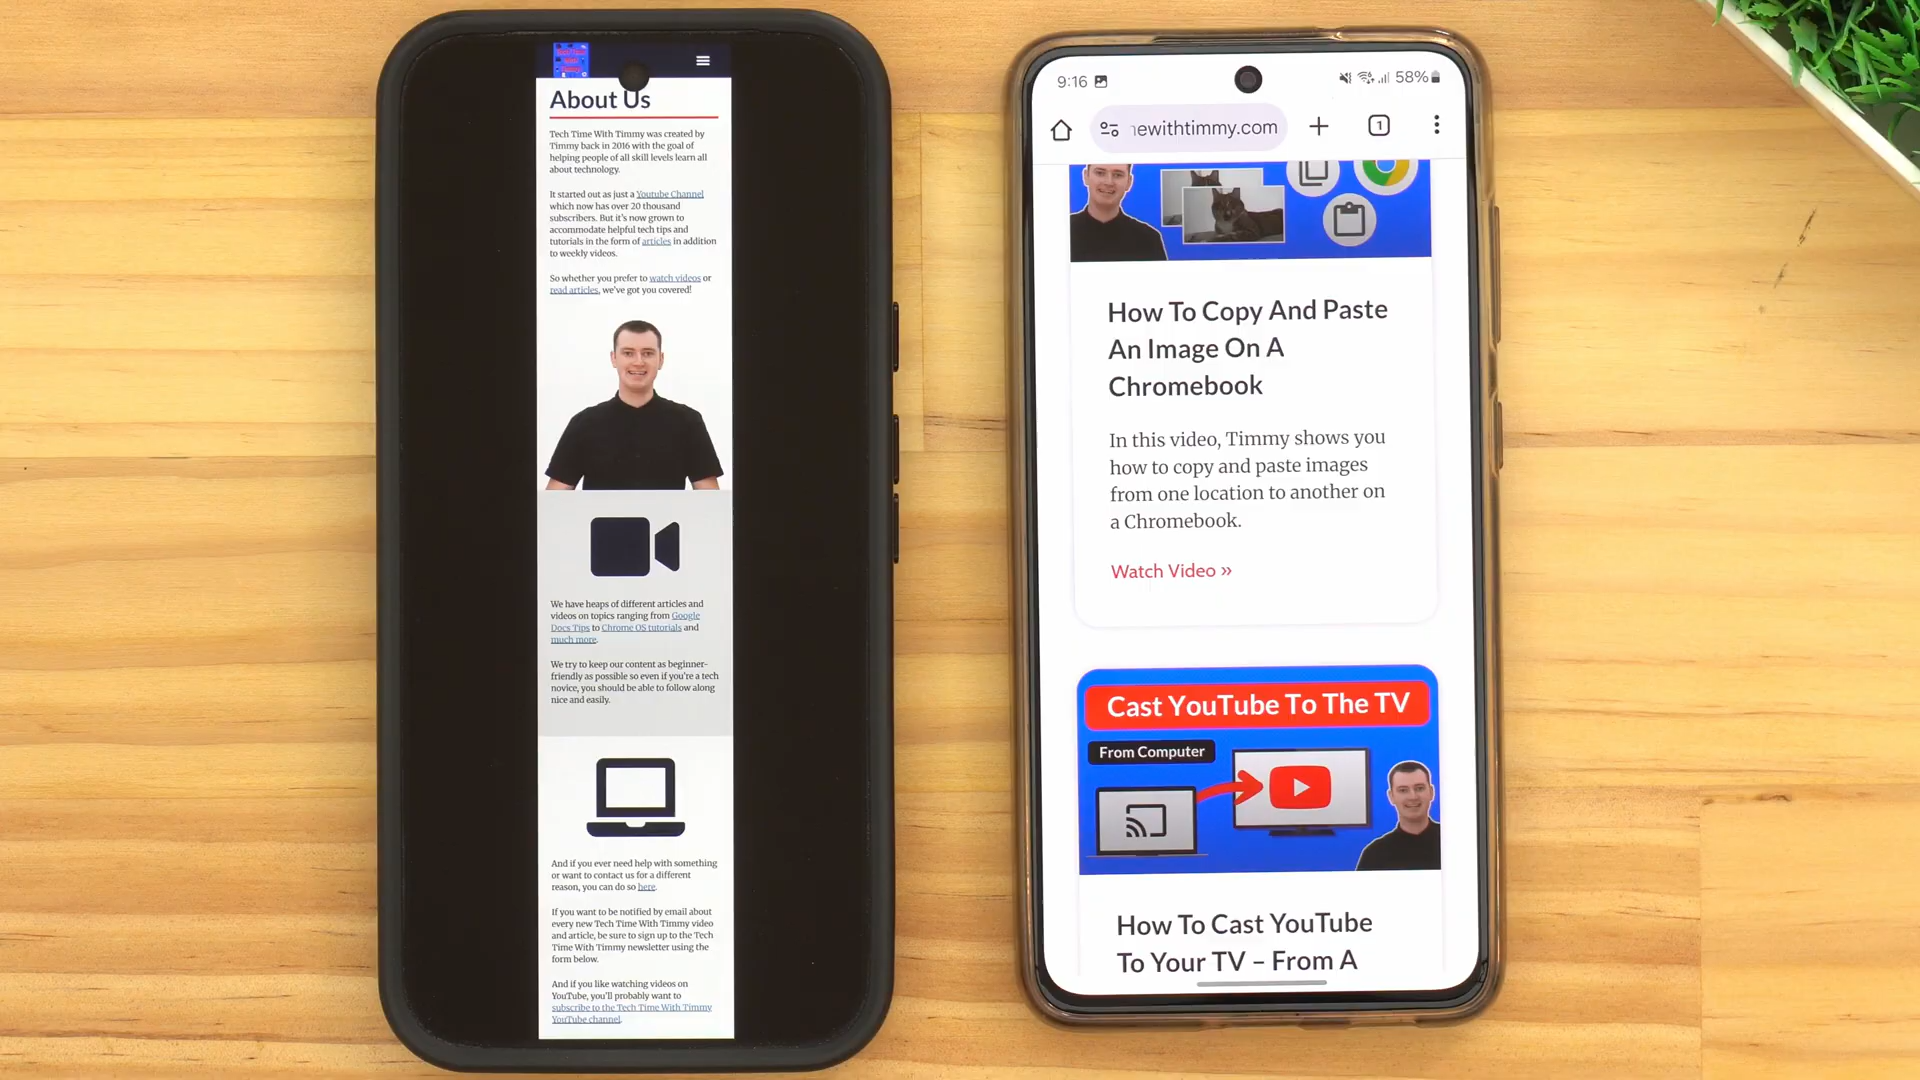 About Us
Tech Time With Timmy was created by
Timmy back in 2016 with the goal of
helping people of all skill levels learn all
about technology.
It started out as just a Youtube Channel
which now has over 20 thousand
subscribers. But it's now grown to
accommodate helpful tech tips and
tutorials in the form of articles in addition
to weekly videos.
So whether you prefer to watch videos or
read articles, we've got you covered!
We have heaps of different articles and
videos on topics ranging from Google
Docs Tips to Chrome OS tutorials and
much more.
We try to keep our content as beginner-
friendly as possible so even if you're a tech
novice, you should be able to follow along
nice and easily.
And if you ever need help with something
or want to contact us for a different
reason, you can do so here.
If you want to be notified by email about
every new Tech Time With Timmy video
and article, be sure to sign up to the Tech
Time With Timmy newsletter using the
form below.
And if you like watching videos on
YouTube, you'll probably want to
subscribe to the Tech Time With Timmy
YouTube channel.
9:16
58%
ewithtimmy.com
1
How To Copy And Paste
An Image On A
Chromebook
In this video, Timmy shows you
how to copy and paste images
from one location to another on
a Chromebook.
Watch Video »
Cast YouTube To The TV
From Computer
How To Cast YouTube
To Your TV – From A